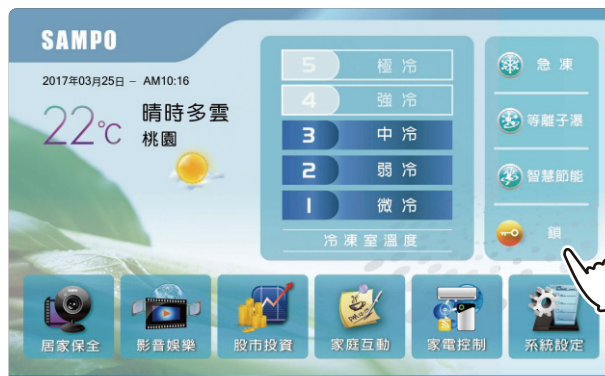 SAMPO
2017年03月25日 - AM10:16
22°C
晴時多雲
桃園
5 極冷
4 強冷
3 中冷
2 弱冷
1 微冷
冷凍室溫度
急凍
等離子瀑
智慧節能
鎖
居家保全
影音娛樂
股市投資
家庭互動
家電控制
系統設定